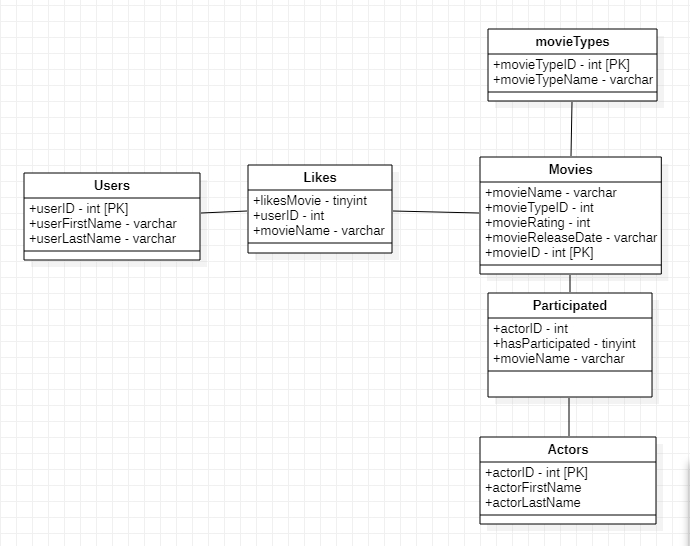 movieTypes
+movieTypeID - int [PK]
+movieTypeName - varchar
Movies
+movieName - varchar
+movieTypeID - int
+movieRating - int
+movieReleaseDate - varchar
+movieID - int [PK]
Likes
+likesMovie - tinyint
+userID - int
+movieName - varchar
Users
+userID - int [PK]
+userFirstName - varchar
+userLastName - varchar
Participated
+actorID - int
+hasParticipated - tinyint
+movieName - varchar
Actors
+actorID - int [PK]
+actorFirstName
+actorLastName